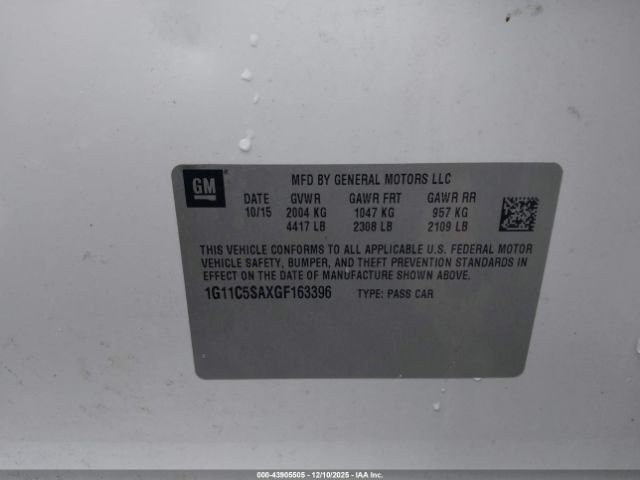 GM
MFD BY GENERAL MOTORS LLC
DATE GVWR GAWR FRT GAWR RR
10/15 2004 KG 1047 KG 957 KG
4417 LB 2308 LB 2109 LB
THIS VEHICLE CONFORMS TO ALL APPLICABLE U.S. FEDERAL MOTOR
VEHICLE SAFETY, BUMPER, AND THEFT PREVENTION STANDARDS IN
EFFECT ON THE DATE OF MANUFACTURE SHOWN ABOVE.
1G11C5SAXGF163396 TYPE: PASS CAR
000-43905505 - 12/10/2025 - IAA Inc.